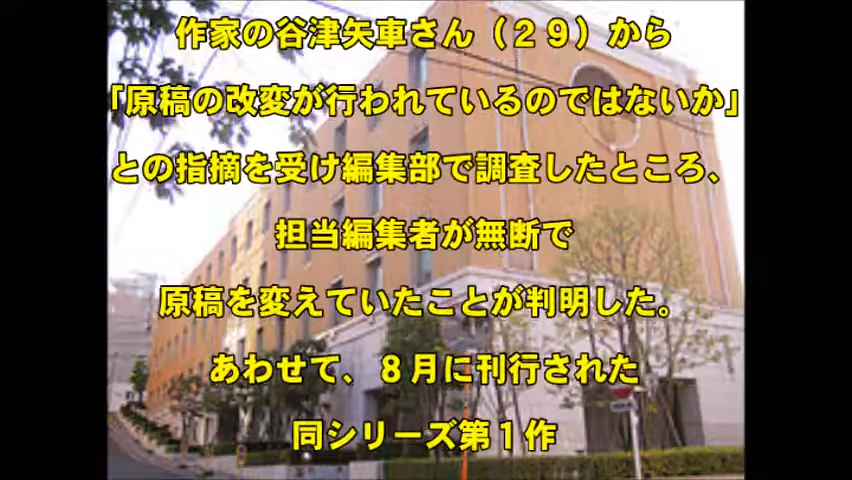 作家の谷津矢車さん（２９）から
「原稿の改変が行われているのではないか」
との指摘を受け編集部で調査したところ、
担当編集者が無断で
原稿を変えていたことが判明した。
あわせて、８月に刊行された
同シリーズ第１作